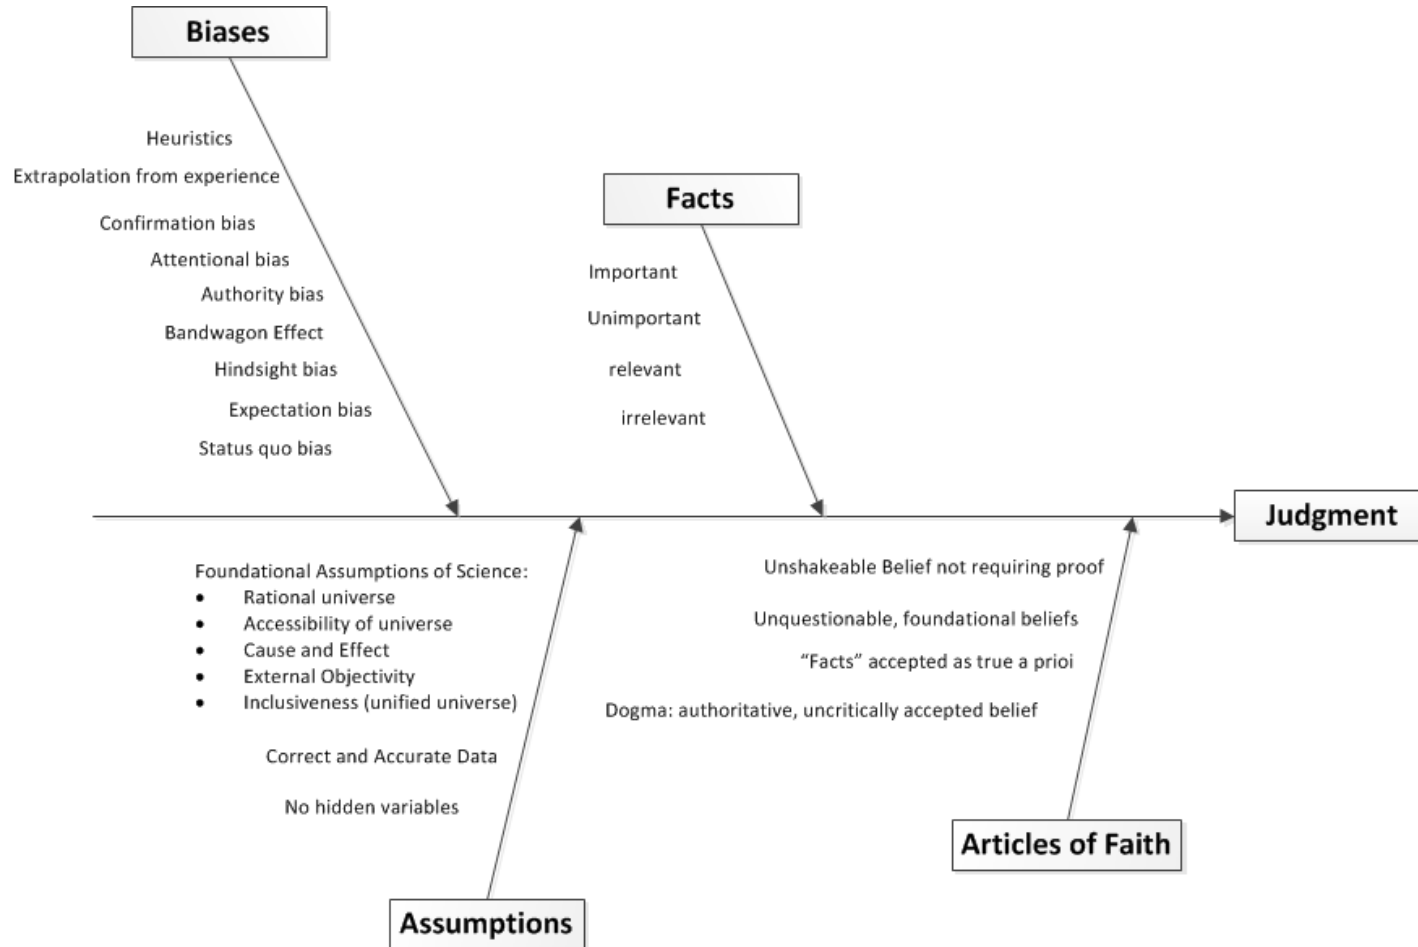 Biases
Heuristics
Extrapolation from experience
Confirmation bias
Attentional bias
Authority bias
Bandwagon Effect
Hindsight bias
Expectation bias
Status quo bias
Facts
Important
Unimportant
relevant
irrelevant
Judgment
Foundational Assumptions of Science:
• Rational universe
• Accessibility of universe
• Cause and Effect
• External Objectivity
• Inclusiveness (unified universe)
Correct and Accurate Data
No hidden variables
Assumptions
Unshakeable Belief not requiring proof
Unquestionable, foundational beliefs
“Facts” accepted as true a prioi
Dogma: authoritative, uncritically accepted belief
Articles of Faith